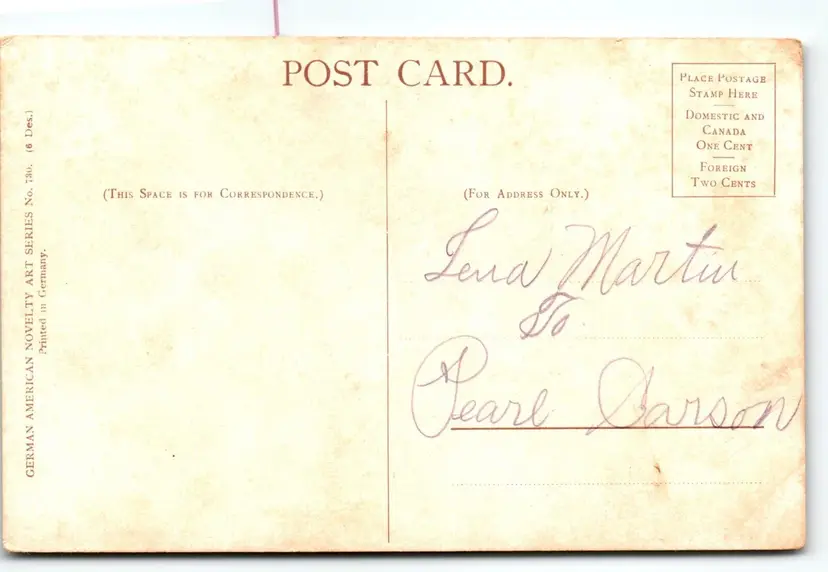 POST CARD.
PLACE POSTAGE
STAMP HERE
DOMESTIC AND
CANADA
ONE CENT
FOREIGN
TWO CENTS
(THIS SPACE IS FOR CORRESPONDENCE.)
(FOR ADDRESS ONLY.)
Lena Martin
To
Pearl Carson
GERMAN AMERICAN NOVELTY ART SERIES No. 730. (6 Des.)
Printed in Germany.